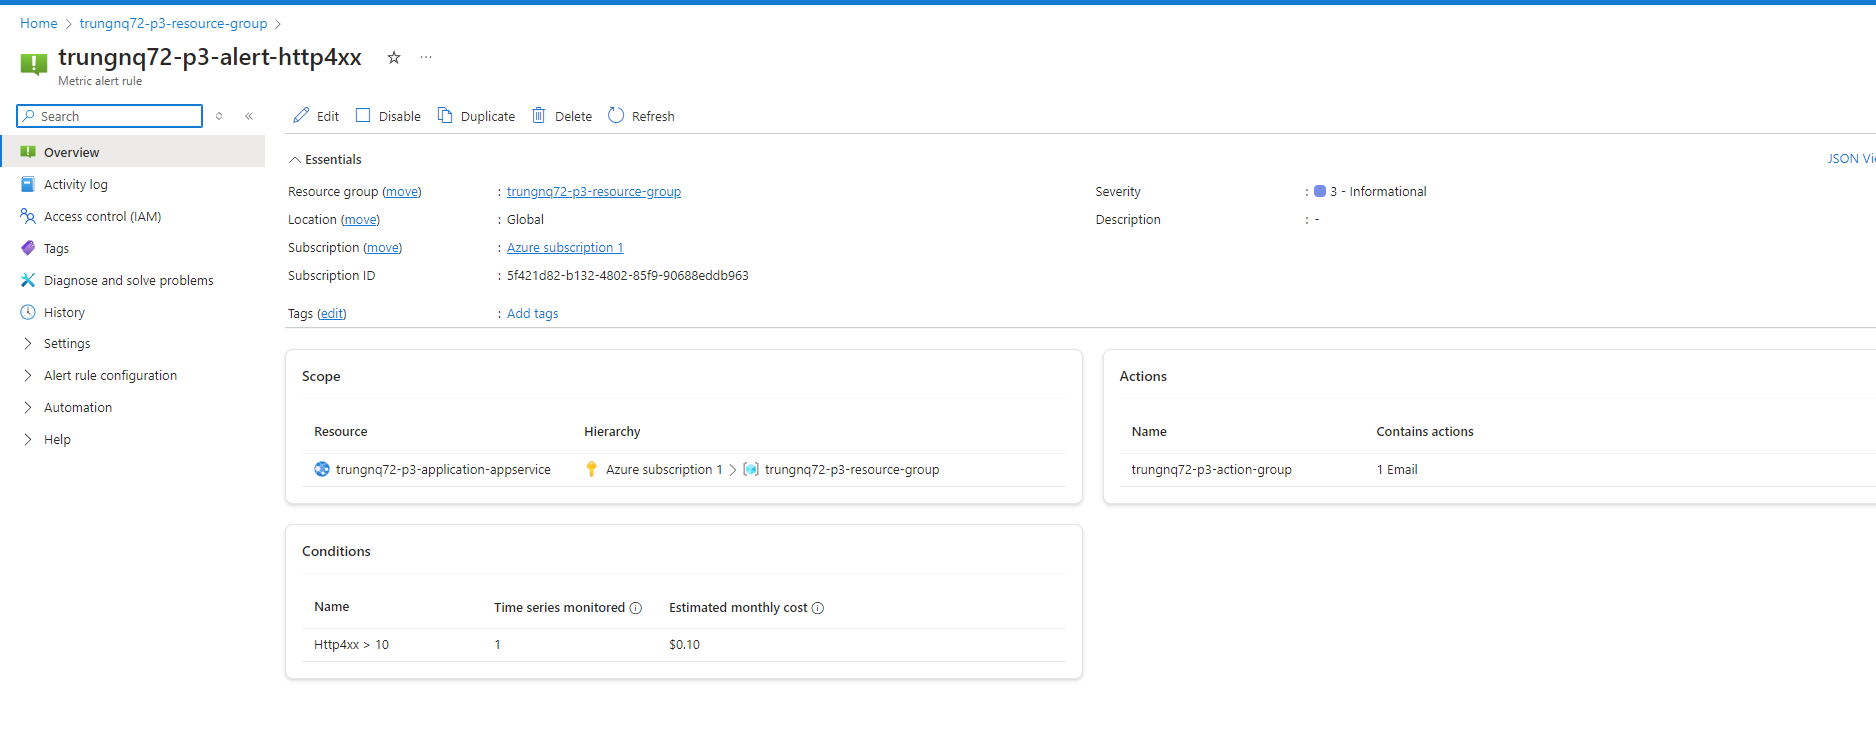 Home > trungnq72-p3-resource-group >
trungnq72-p3-alert-http4xx
Metric alert rule
Search
Edit Disable Duplicate Delete Refresh
Overview
Activity log
Access control (IAM)
Tags
Diagnose and solve problems
History
Settings
Alert rule configuration
Automation
Help
Essentials
JSON Vi
Resource group (move) : trungnq72-p3-resource-group
Location (move) : Global
Subscription (move) : Azure subscription 1
Subscription ID : 5f421d82-b132-4802-85f9-90688eddb963
Tags (edit) : Add tags
Severity : 3 - Informational
Description : -
Scope
Resource Hierarchy
trungnq72-p3-application-appservice Azure subscription 1 > trungnq72-p3-resource-group
Actions
Name Contains actions
trungnq72-p3-action-group 1 Email
Conditions
Name Time series monitored Estimated monthly cost
Http4xx > 10 1 $0.10